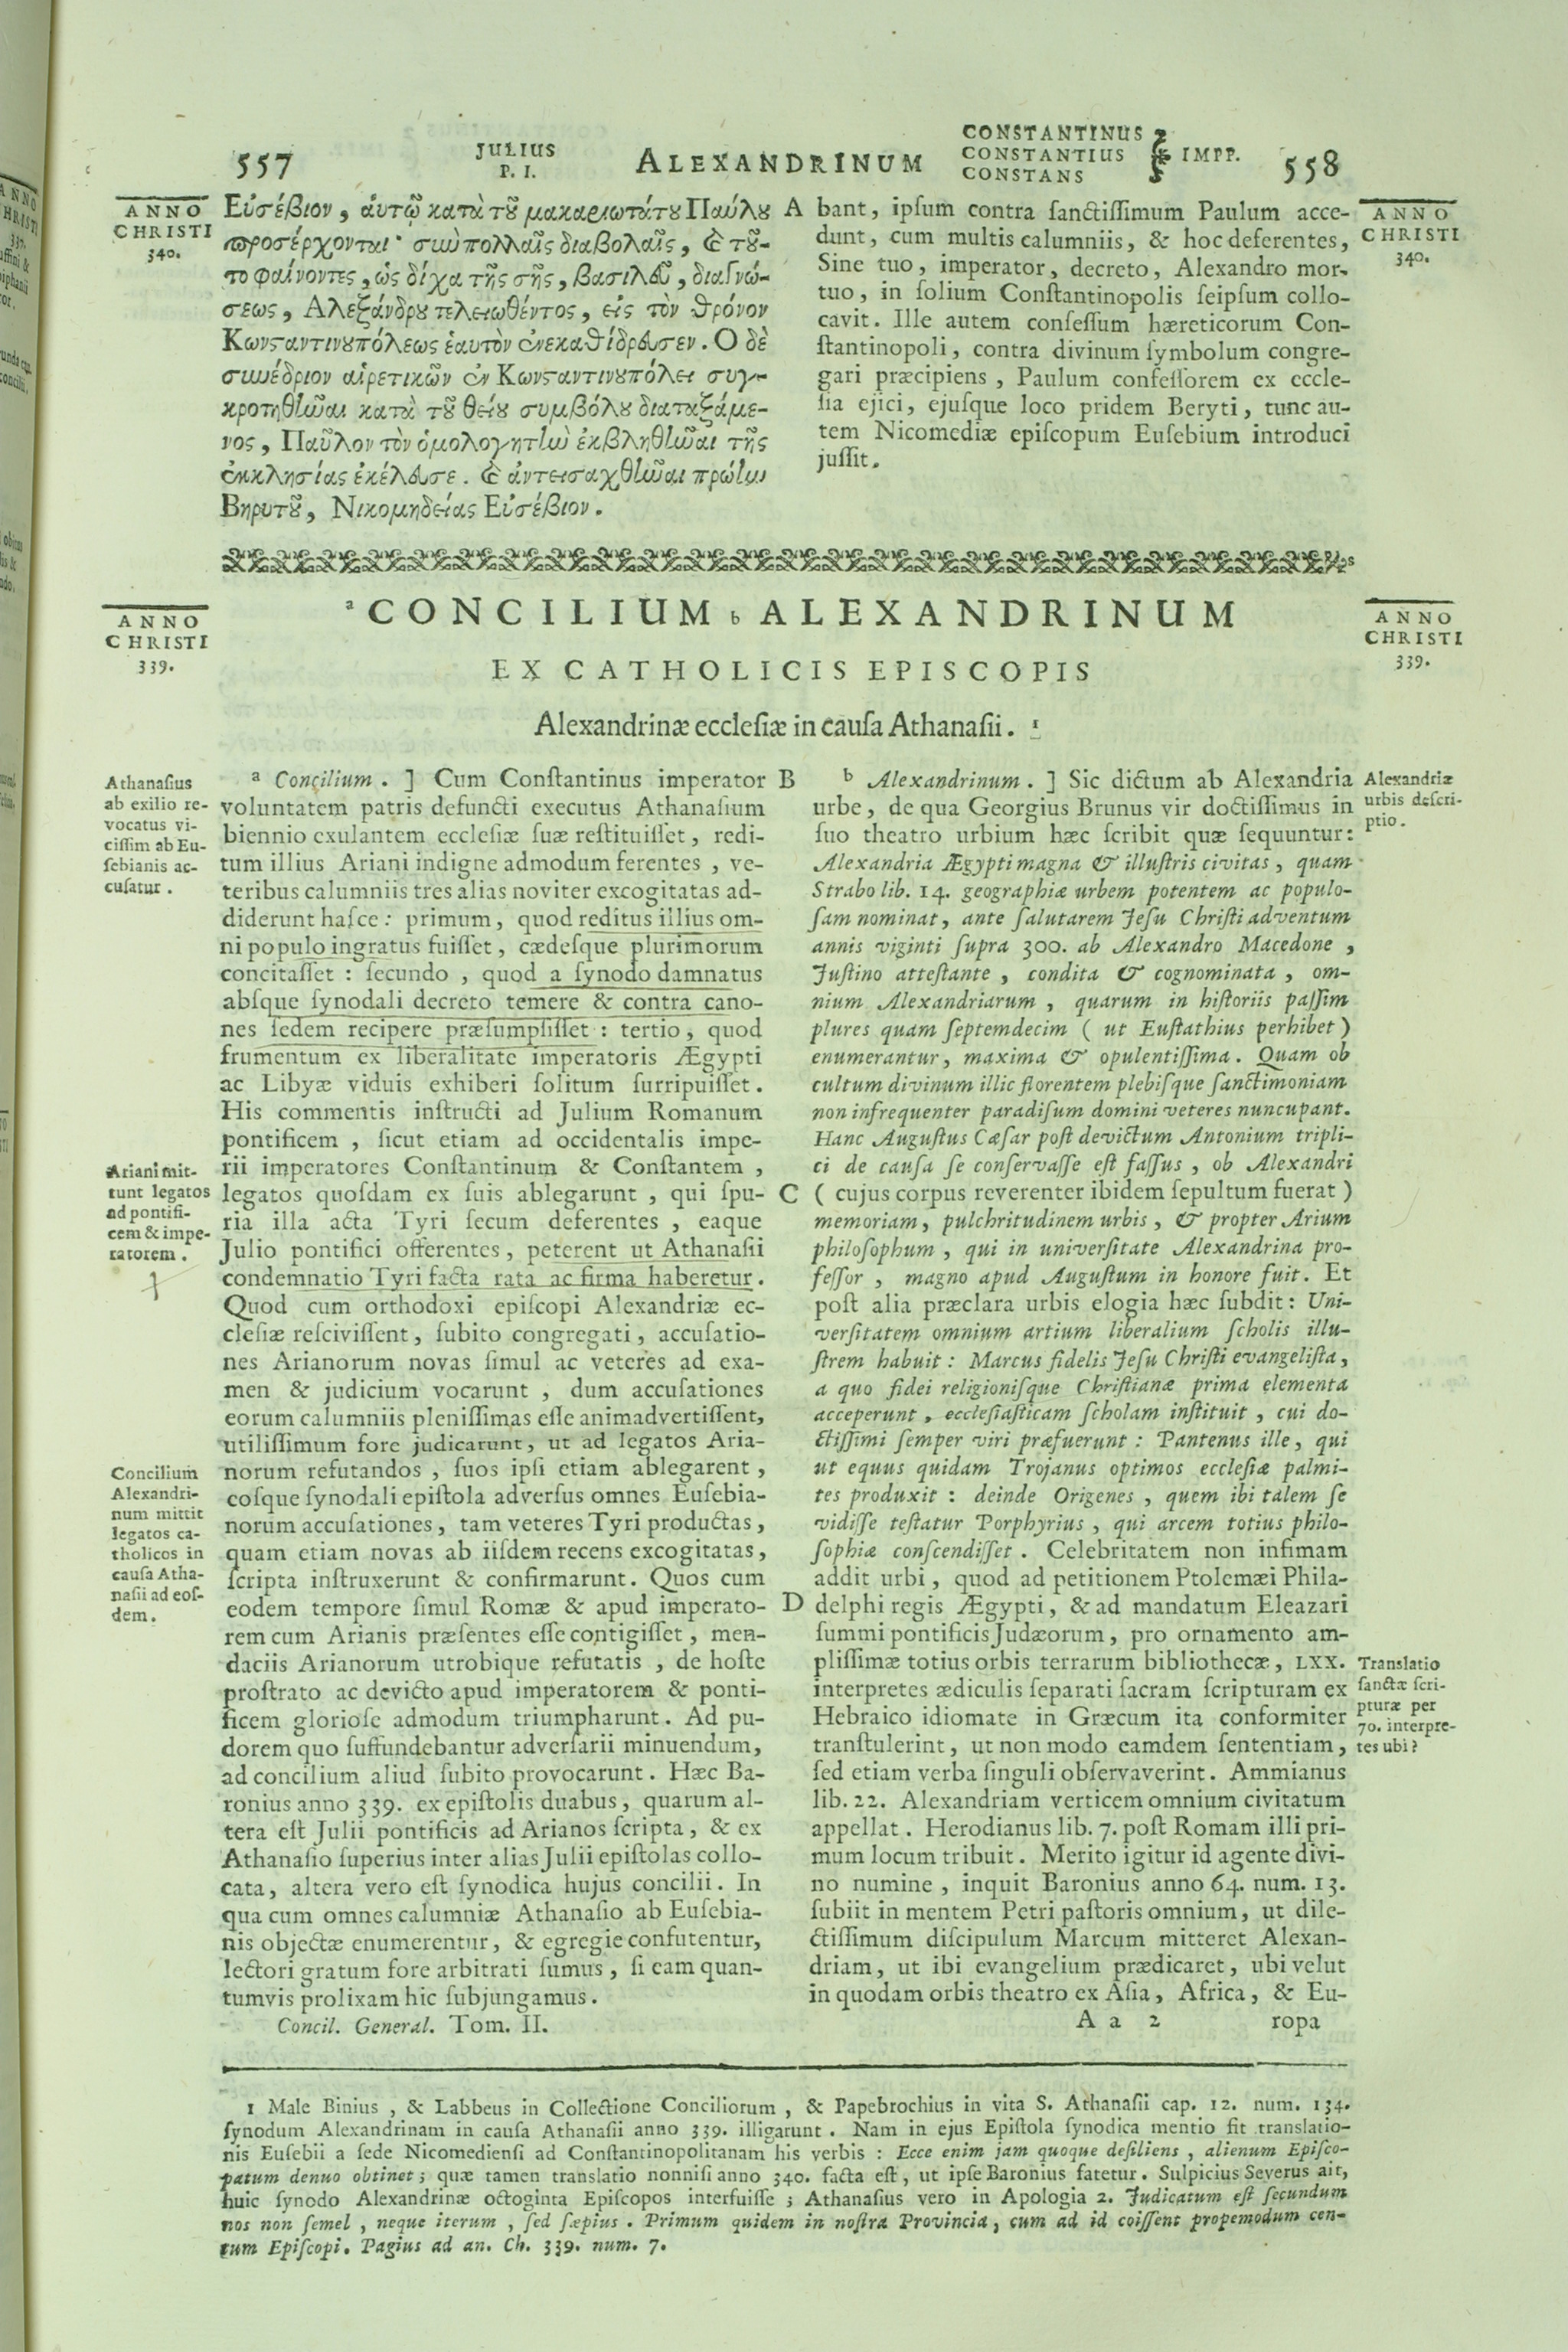 557
JULIUS
P. I.
ALEXANDRINUM
CONSTANTINUS
CONSTANTIUS
CONSTANS
IMPP.
558
ANNO
CHRISTI
340.
Εὐσέβιον, ἀυτῷ κατὰ τȣ͂ μακαριωτάτȣ Παύλȣ
προσέρχονται· σιὼ πολλαῖς διαβολαῖς, ϗ τȣ͂-
το φαίνοντες, ὡς δίχα τῆς σῆς, βασιλεῦ, διαγνώ-
σεως, Αλεξάνδρȣ τελειωθέντος, εἰς τὸν θρόνον
Κωνσταντινȣπόλεως ἑαυτὸν ἐνεκαθίδρυσεν. Ο δὲ
συνέδριον αἱρετικῶν ἐν Κωνσταντινȣπόλει συγ-
κροτηθῆναι κατὰ τȣ͂ θείȣ συμβόλȣ διαταξάμε-
νος, Παῦλον τὸν ὁμολογητὴν ἐκβληθῆναι τῆς
ἐκκλησίας ἐκέλευσε. ϗ ἀντεισαχθῆναι πρώην
Βηρυτȣ͂, Νικομηδείας Εὐσέβιον.
A
bant, ipſum contra ſanctiſſimum Paulum acce-
dunt, cum multis calumniis, & hoc deferentes,
Sine tuo, imperator, decreto, Alexandro mor-
tuo, in ſolium Conſtantinopolis ſeipſum collo-
cavit. Ille autem conſeſſum hæreticorum Con-
ſtantinopoli, contra divinum ſymbolum congre-
gari præcipiens, Paulum confeſſorem ex eccle-
ſia ejici, ejuſque loco pridem Beryti, tunc au-
tem Nicomediæ epiſcopum Euſebium introduci
juſſit.
ANNO
CHRISTI
340.
ANNO
CHRISTI
339.
a CONCILIUM b ALEXANDRINUM
EX CATHOLICIS EPISCOPIS
Alexandrinæ eccleſiæ in cauſa Athanaſii. 1
ANNO
CHRISTI
339.
Athanaſius
ab exilio re-
vocatus vi-
ciſſim ab Eu-
ſebianis ac-
cuſatur.
a Concilium. ] Cum Conſtantinus imperator
voluntatem patris defuncti executus Athanaſium
biennio exulantem eccleſiæ ſuæ reſtituiſſet, redi-
tum illius Ariani indigne admodum ferentes, ve-
teribus calumniis tres alias noviter excogitatas ad-
diderunt haſce: primum, quod reditus illius om-
ni populo ingratus fuiſſet, cædeſque plurimorum
concitaſſet: ſecundo, quod a ſynodo damnatus
abſque ſynodali decreto temere & contra cano-
nes ſedem recipere præſumpſiſſet: tertio, quod
frumentum ex liberalitate imperatoris Ægypti
ac Libyæ viduis exhiberi ſolitum ſurripuiſſet.
His commentis inſtructi ad Julium Romanum
pontificem, ſicut etiam ad occidentalis impe-
rii imperatores Conſtantinum & Conſtantem,
legatos quoſdam ex ſuis ablegarunt, qui ſpu-
ria illa acta Tyri ſecum deferentes, eaque
Julio pontifici offerentes, peterent ut Athanaſii
condemnatio Tyri facta rata ac firma haberetur.
Quod cum orthodoxi epiſcopi Alexandriæ ec-
cleſiæ reſciviſſent, ſubito congregati, accuſatio-
nes Arianorum novas ſimul ac veteres ad exa-
men & judicium vocarunt, dum accuſationes
eorum calumniis pleniſſimas eſſe animadvertiſſent,
utiliſſimum fore judicarunt, ut ad legatos Aria-
norum refutandos, ſuos ipſi etiam ablegarent,
eoſque ſynodali epiſtola adverſus omnes Euſebia-
norum accuſationes, tam veteres Tyri productas,
quam etiam novas ab iiſdem recens excogitatas,
ſcripta inſtruxerunt & confirmarunt. Quos cum
eodem tempore ſimul Romæ & apud imperato-
rem cum Arianis præſentes eſſe contigiſſet, men-
daciis Arianorum utrobique refutatis, de hoſte
proſtrato ac devicto apud imperatorem & ponti-
ficem glorioſe admodum triumpharunt. Ad pu-
dorem quo ſuffundebantur adverſarii minuendum,
ad concilium aliud ſubito provocarunt. Hæc Ba-
ronius anno 339. ex epiſtolis duabus, quarum al-
tera eſt Julii pontificis ad Arianos ſcripta, & ex
Athanaſio ſuperius inter alias Julii epiſtolas collo-
cata, altera vero eſt ſynodica hujus concilii. In
qua cum omnes calumniæ Athanaſio ab Euſebia-
nis objectæ enumerentur, & egregie confutentur,
lectori gratum fore arbitrati ſumus, ſi eam quan-
tumvis prolixam hic ſubjungamus.
Concil. General. Tom. II.
Ariani mit-
tunt legatos
ad pontifi-
cem & impe-
ratorem.
Concilium
Alexandri-
num mittit
legatos ca-
tholicos in
cauſa Atha-
naſii ad eoſ-
dem.
B
C
D
b Alexandrinum. ] Sic dictum ab Alexandria
urbe, de qua Georgius Brunus vir doctiſſimus in
ſuo theatro urbium hæc ſcribit quæ ſequuntur:
Alexandria Ægypti magna & illuſtris civitas, quam
Strabo lib. 14. geographiæ urbem potentem ac populo-
ſam nominat, ante ſalutarem Jeſu Chriſti adventum
annis viginti ſupra 300. ab Alexandro Macedone,
Juſtino atteſtante, condita & cognominata, om-
nium Alexandriarum, quarum in hiſtoriis paſſim
plures quam ſeptemdecim ( ut Euſtathius perhibet )
enumerantur, maxima & opulentiſſima. Quam ob
cultum divinum illic florentem plebiſque ſanctimoniam
non infrequenter paradiſum domini veteres nuncupant.
Hanc Auguſtus Cæſar poſt devictum Antonium tripli-
ci de cauſa ſe conſervaſſe eſt faſſus, ob Alexandri
( cujus corpus reverenter ibidem ſepultum fuerat )
memoriam, pulchritudinem urbis, & propter Arium
philoſophum, qui in univerſitate Alexandrina pro-
feſſor, magno apud Auguſtum in honore fuit. Et
poſt alia præclara urbis elogia hæc ſubdit: Uni-
verſitatem omnium artium liberalium ſcholis illu-
ſtrem habuit: Marcus fidelis Jeſu Chriſti evangeliſta,
a quo fidei religioniſque Chriſtianæ prima elementa
acceperunt, eccleſiaſticam ſcholam inſtituit, cui do-
ctiſſimi ſemper viri præfuerunt: Pantenus ille, qui
ut equus quidam Trojanus optimos eccleſiæ palmi-
tes produxit: deinde Origenes, quem ibi talem ſe
vidiſſe teſtatur Porphyrius, qui arcem totius philo-
ſophiæ conſcendiſſet. Celebritatem non infimam
addit urbi, quod ad petitionem Ptolemæi Phila-
delphi regis Ægypti, & ad mandatum Eleazari
ſummi pontificis Judæorum, pro ornamento am-
pliſſimæ totius orbis terrarum bibliothecæ, LXX.
interpretes ædiculis ſeparati ſacram ſcripturam ex
Hebraico idiomate in Græcum ita conformiter
tranſtulerint, ut non modo eamdem ſententiam,
ſed etiam verba ſinguli obſervaverint. Ammianus
lib. 22. Alexandriam verticem omnium civitatum
appellat. Herodianus lib. 7. poſt Romam illi pri-
mum locum tribuit. Merito igitur id agente divi-
no numine, inquit Baronius anno 64. num. 13.
ſubiit in mentem Petri paſtoris omnium, ut dile-
ctiſſimum diſcipulum Marcum mitteret Alexan-
driam, ut ibi evangelium prædicaret, ubi velut
in quodam orbis theatro ex Aſia, Africa, & Eu-
A a 2
ropa
Alexandriæ
urbis deſcri-
ptio.
Translatio
ſanctæ ſcri-
pturæ per
70. interpre-
tes ubi?
1 Male Binius, & Labbeus in Collectione Conciliorum, & Papebrochius in vita S. Athanaſii cap. 12. num. 134.
ſynodum Alexandrinam in cauſa Athanaſii anno 339. illigarunt. Nam in ejus Epiſtola ſynodica mentio fit translatio-
nis Euſebii a ſede Nicomedienſi ad Conſtantinopolitanam his verbis: Ecce enim jam quoque deſiliens, alienum Epiſco-
patum denuo obtinet; quæ tamen translatio nonniſi anno 340. facta eſt, ut ipſe Baronius fatetur. Sulpicius Severus ait,
huic ſynodo Alexandrinæ octoginta Epiſcopos interfuiſſe; Athanaſius vero in Apologia 2. Judicatum eſt ſecundum
nos non ſemel, neque iterum, ſed ſæpius. Primum quidem in noſtra Provincia, cum ad id coiſſent propemodum cen-
tum Epiſcopi. Pagius ad an. Ch. 339. num. 7.